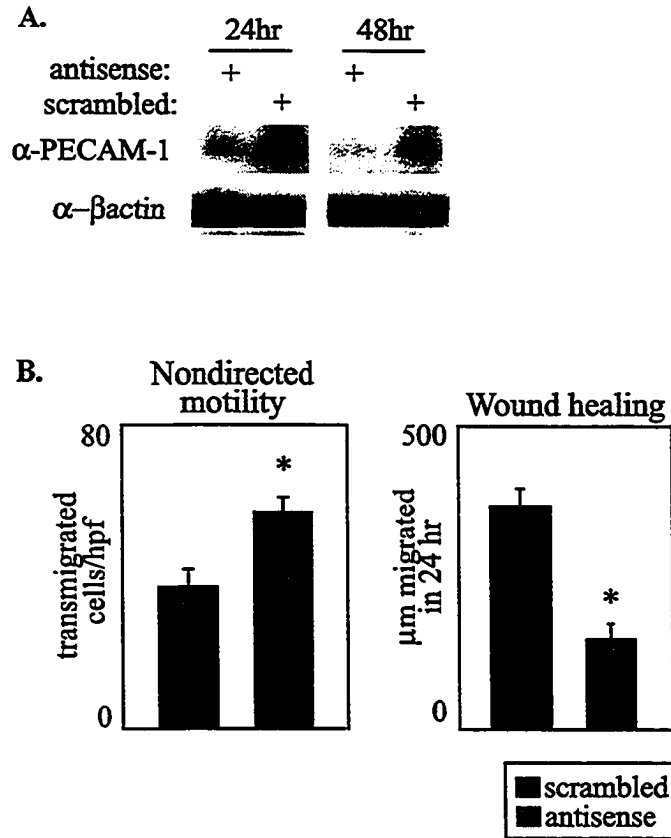 A.
24hr 48hr
antisense: + +
scrambled: + +
α-PECAM-1
α–βactin
B.
Nondirected
motility
80
transmigrated
cells/hpf
0
*
Wound healing
500
μm migrated
in 24 hr
0
*
scrambled
antisense